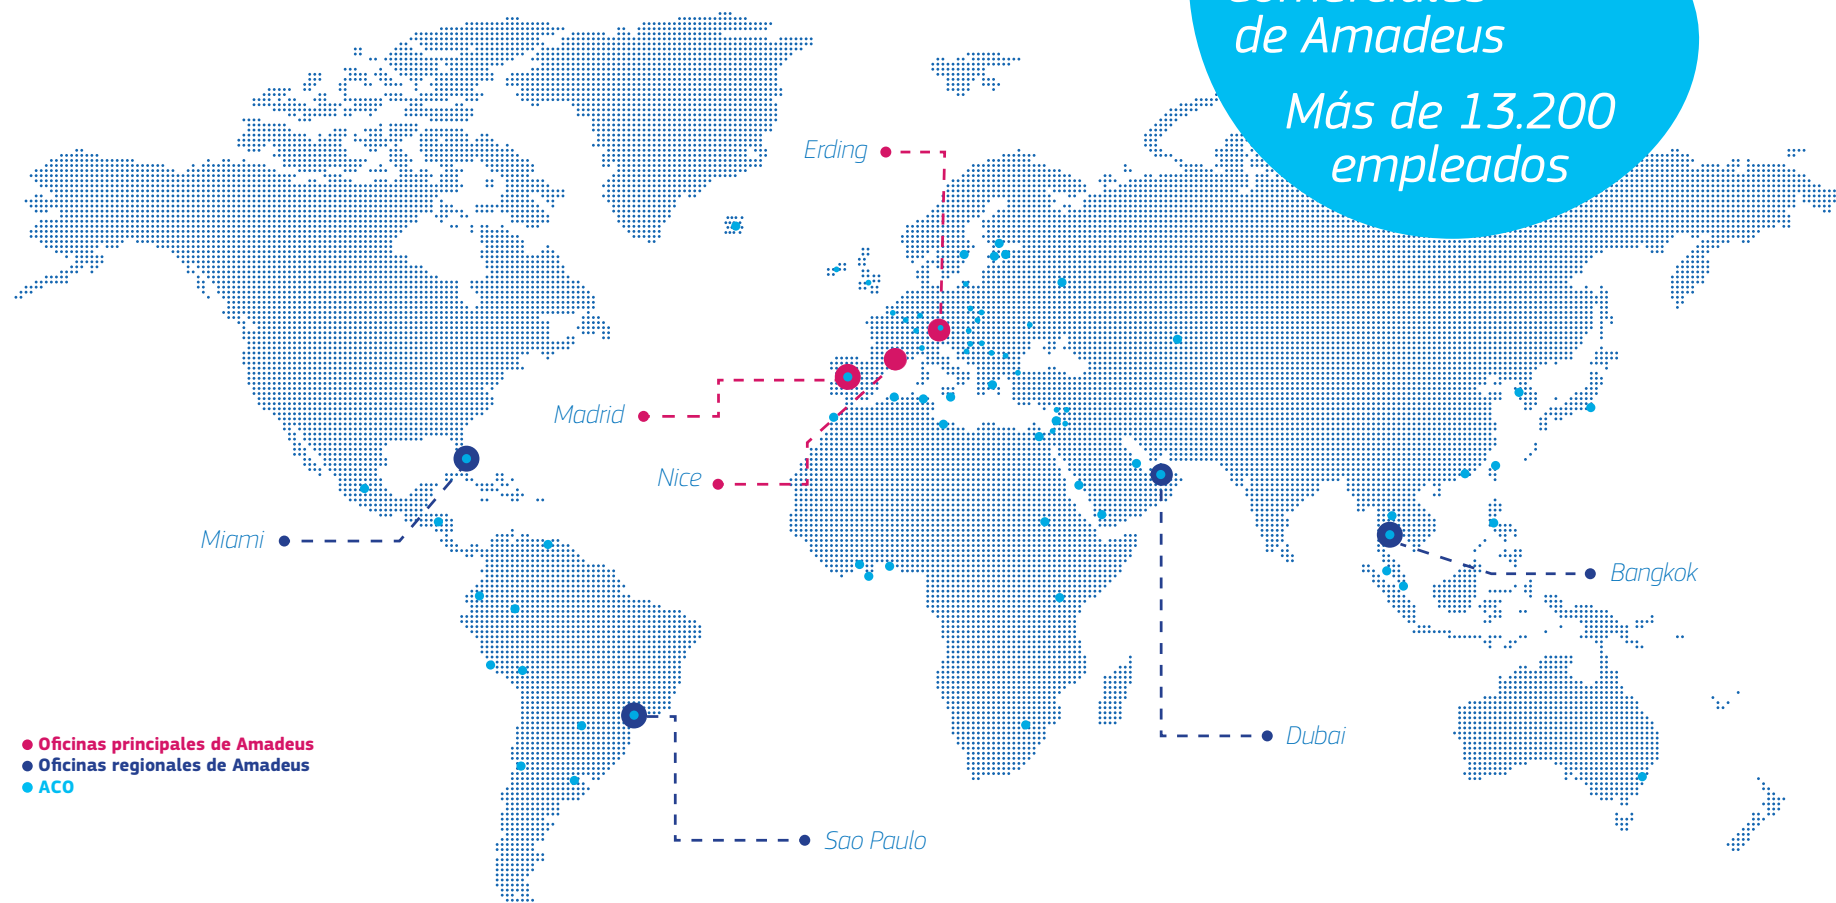 comerciales
de Amadeus
Más de 13.200
empleados
Erding
Madrid
Nice
Miami
Bangkok
Dubai
Sao Paulo
Oficinas principales de Amadeus
Oficinas regionales de Amadeus
ACO